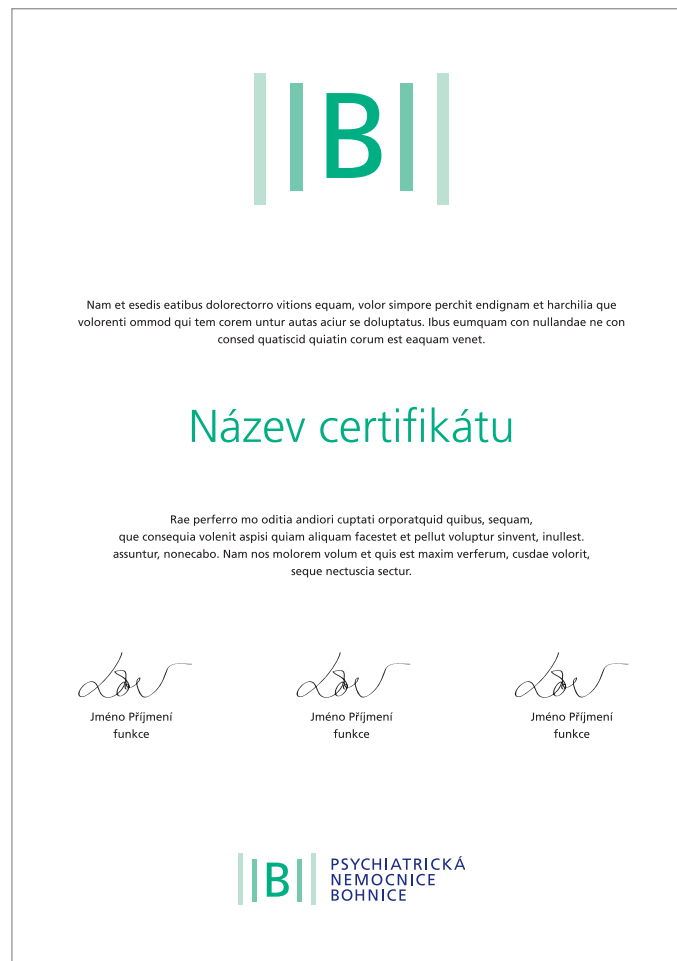 B
Nam et esedis eatibus dolorectorro vitions equam, volor simpore perchit endignam et harchilia que
volorenti ommod qui tem corem untur autas aciur se doluptatus. Ibus eumquam con nullandae ne con
consed quatiscid quiatin corum est eaquam venet.
Název certifikátu
Rae perferro mo oditia andiori cuptati orporatquid quibus, sequam,
que consequia volenit aspisi quiam aliquam facestet et pellut voluptur sinvent, inullest.
assuntur, nonecabo. Nam nos molorem volum et quis est maxim verferum, cusdae volorit,
seque nectuscia sectur.
Jméno Příjmení
funkce
Jméno Příjmení
funkce
Jméno Příjmení
funkce
B
PSYCHIATRICKÁ
NEMOCNICE
BOHNICE